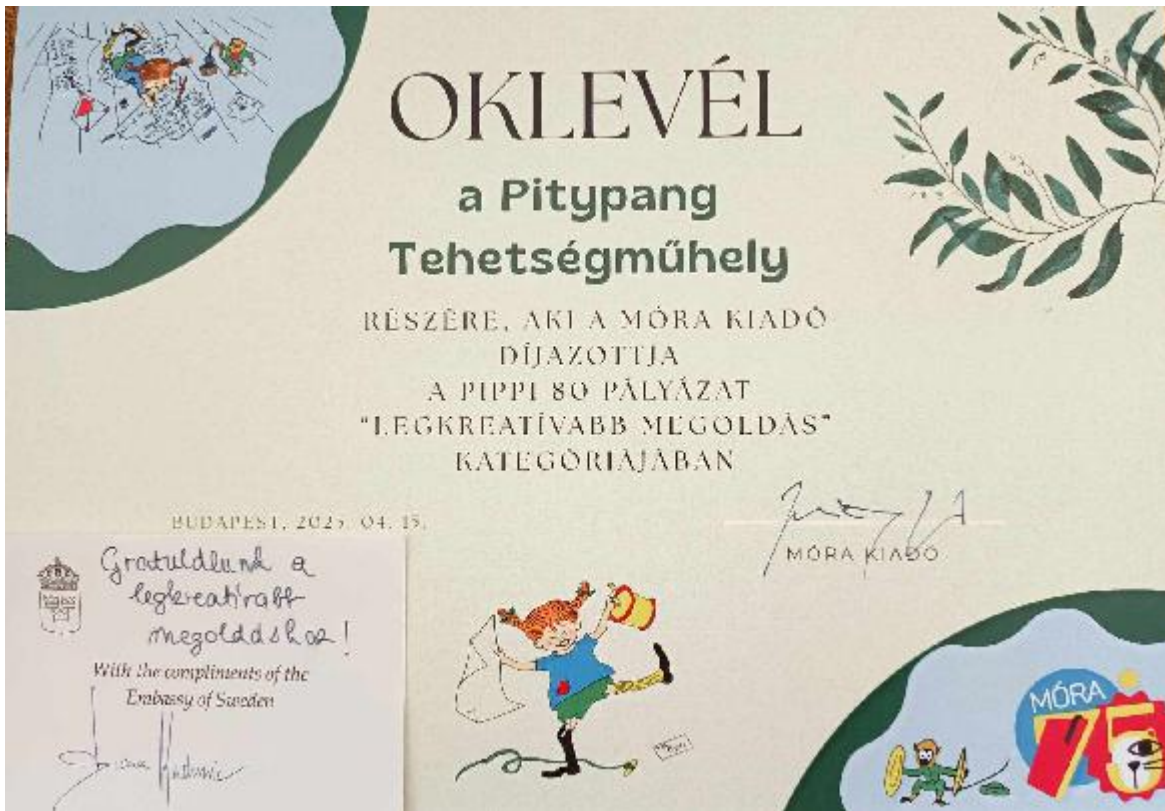 OKLEVÉL
a Pitypang
Tehetségműhely
RÉSZÉRE, AKI A MÓRA KIADÓ
DÍJAZOTTJA
A PIPPI 80 PÁLYÁZAT
"LEGKREATÍVABB MEGOLDÁS"
KATEGÓRIÁJÁBAN
BUDAPEST, 2025. 04. 15.
MÓRA KIADÓ
Gratulálunk a
legkreatívabb
megoldáshoz!
With the compliments of the
Embassy of Sweden
MÓRA
75